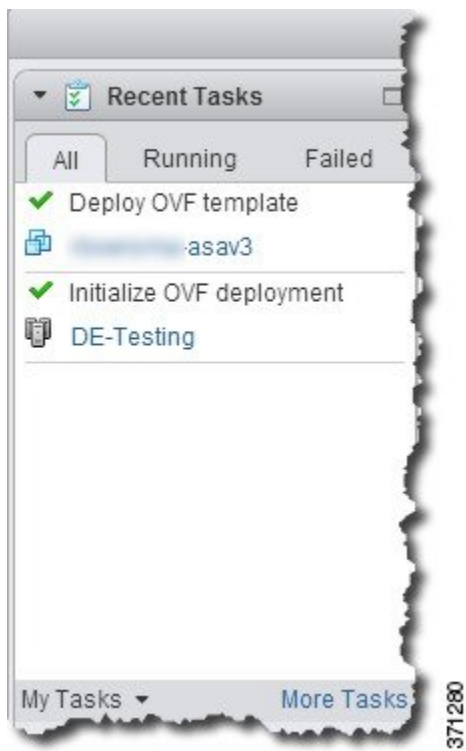 Recent Tasks
All Running Failed
Deploy OVF template
-asav3
Initialize OVF deployment
DE-Testing
My Tasks More Tasks
371280